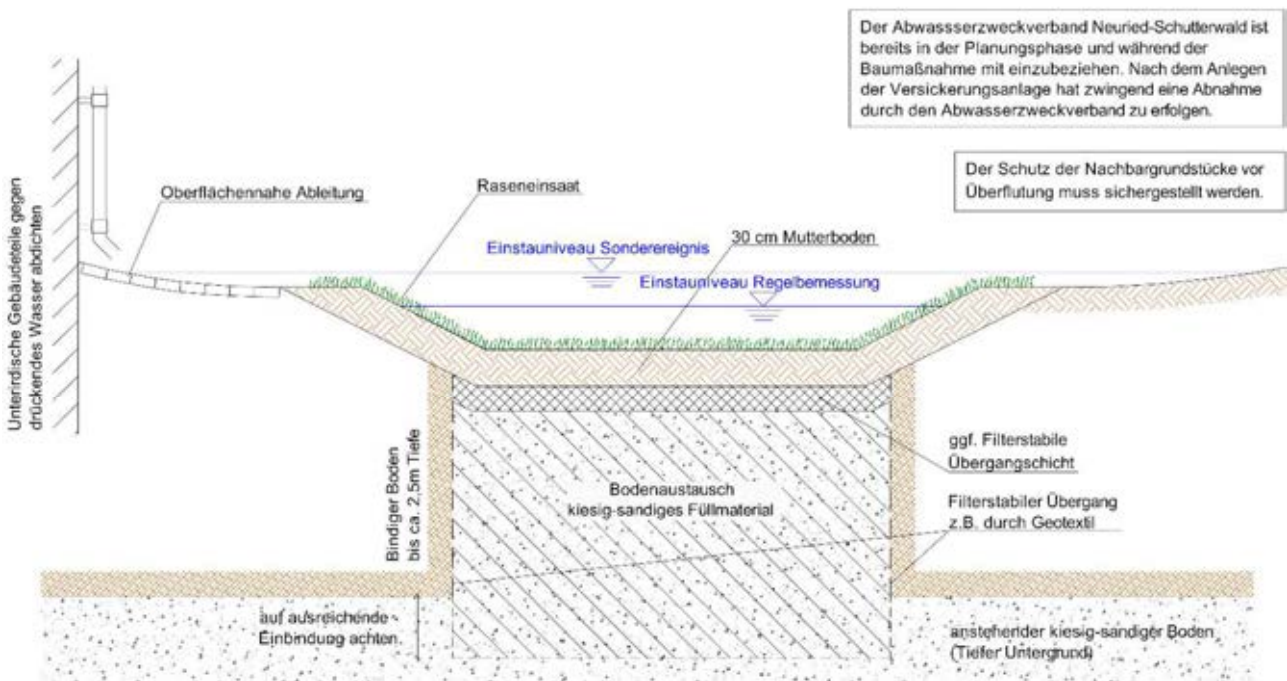 Der Abwassserzweckverband Neuried-Schutterwald ist
bereits in der Planungsphase und während der
Baumaßnahme mit einzubeziehen. Nach dem Anlegen
der Versickerungsanlage hat zwingend eine Abnahme
durch den Abwasserzweckverband zu erfolgen.
Der Schutz der Nachbargrundstücke vor
Überflutung muss sichergestellt werden.
Unterirdische Gebäudeteile gegen
drückendes Wasser abdichten
Oberflächennahe Ableitung
Raseneinsaat
Einstauniveau Sonderereignis
30 cm Mutterboden
Einstauniveau Regelbemessung
Bindiger Boden
bis ca. 2,5m Tiefe
ggf. Filterstabile
Übergangschicht
Bodenaustausch
kiesig-sandiges Füllmaterial
Filterstabiler Übergang
z.B. durch Geotextil
auf ausreichende
Einbindung achten.
anstehender kiesig-sandiger Boden
(Tiefer Untergrund)